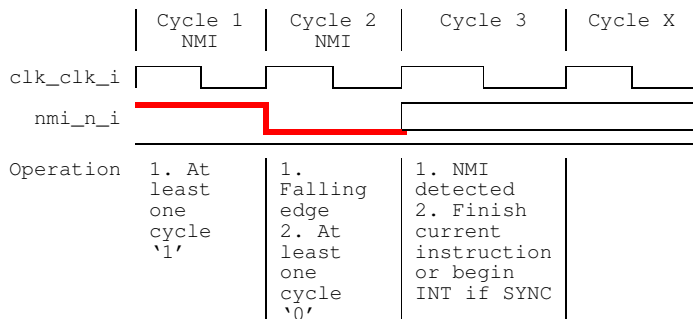 Cycle 1 Cycle 2 Cycle 3 Cycle X
NMI NMI
clk_clk_i
nmi_n_i
Operation 1. At 1. 1. NMI
least Falling detected
one edge 2. Finish
cycle 2. At current
‘1’ least instruction
one or begin
cycle INT if SYNC
‘0’